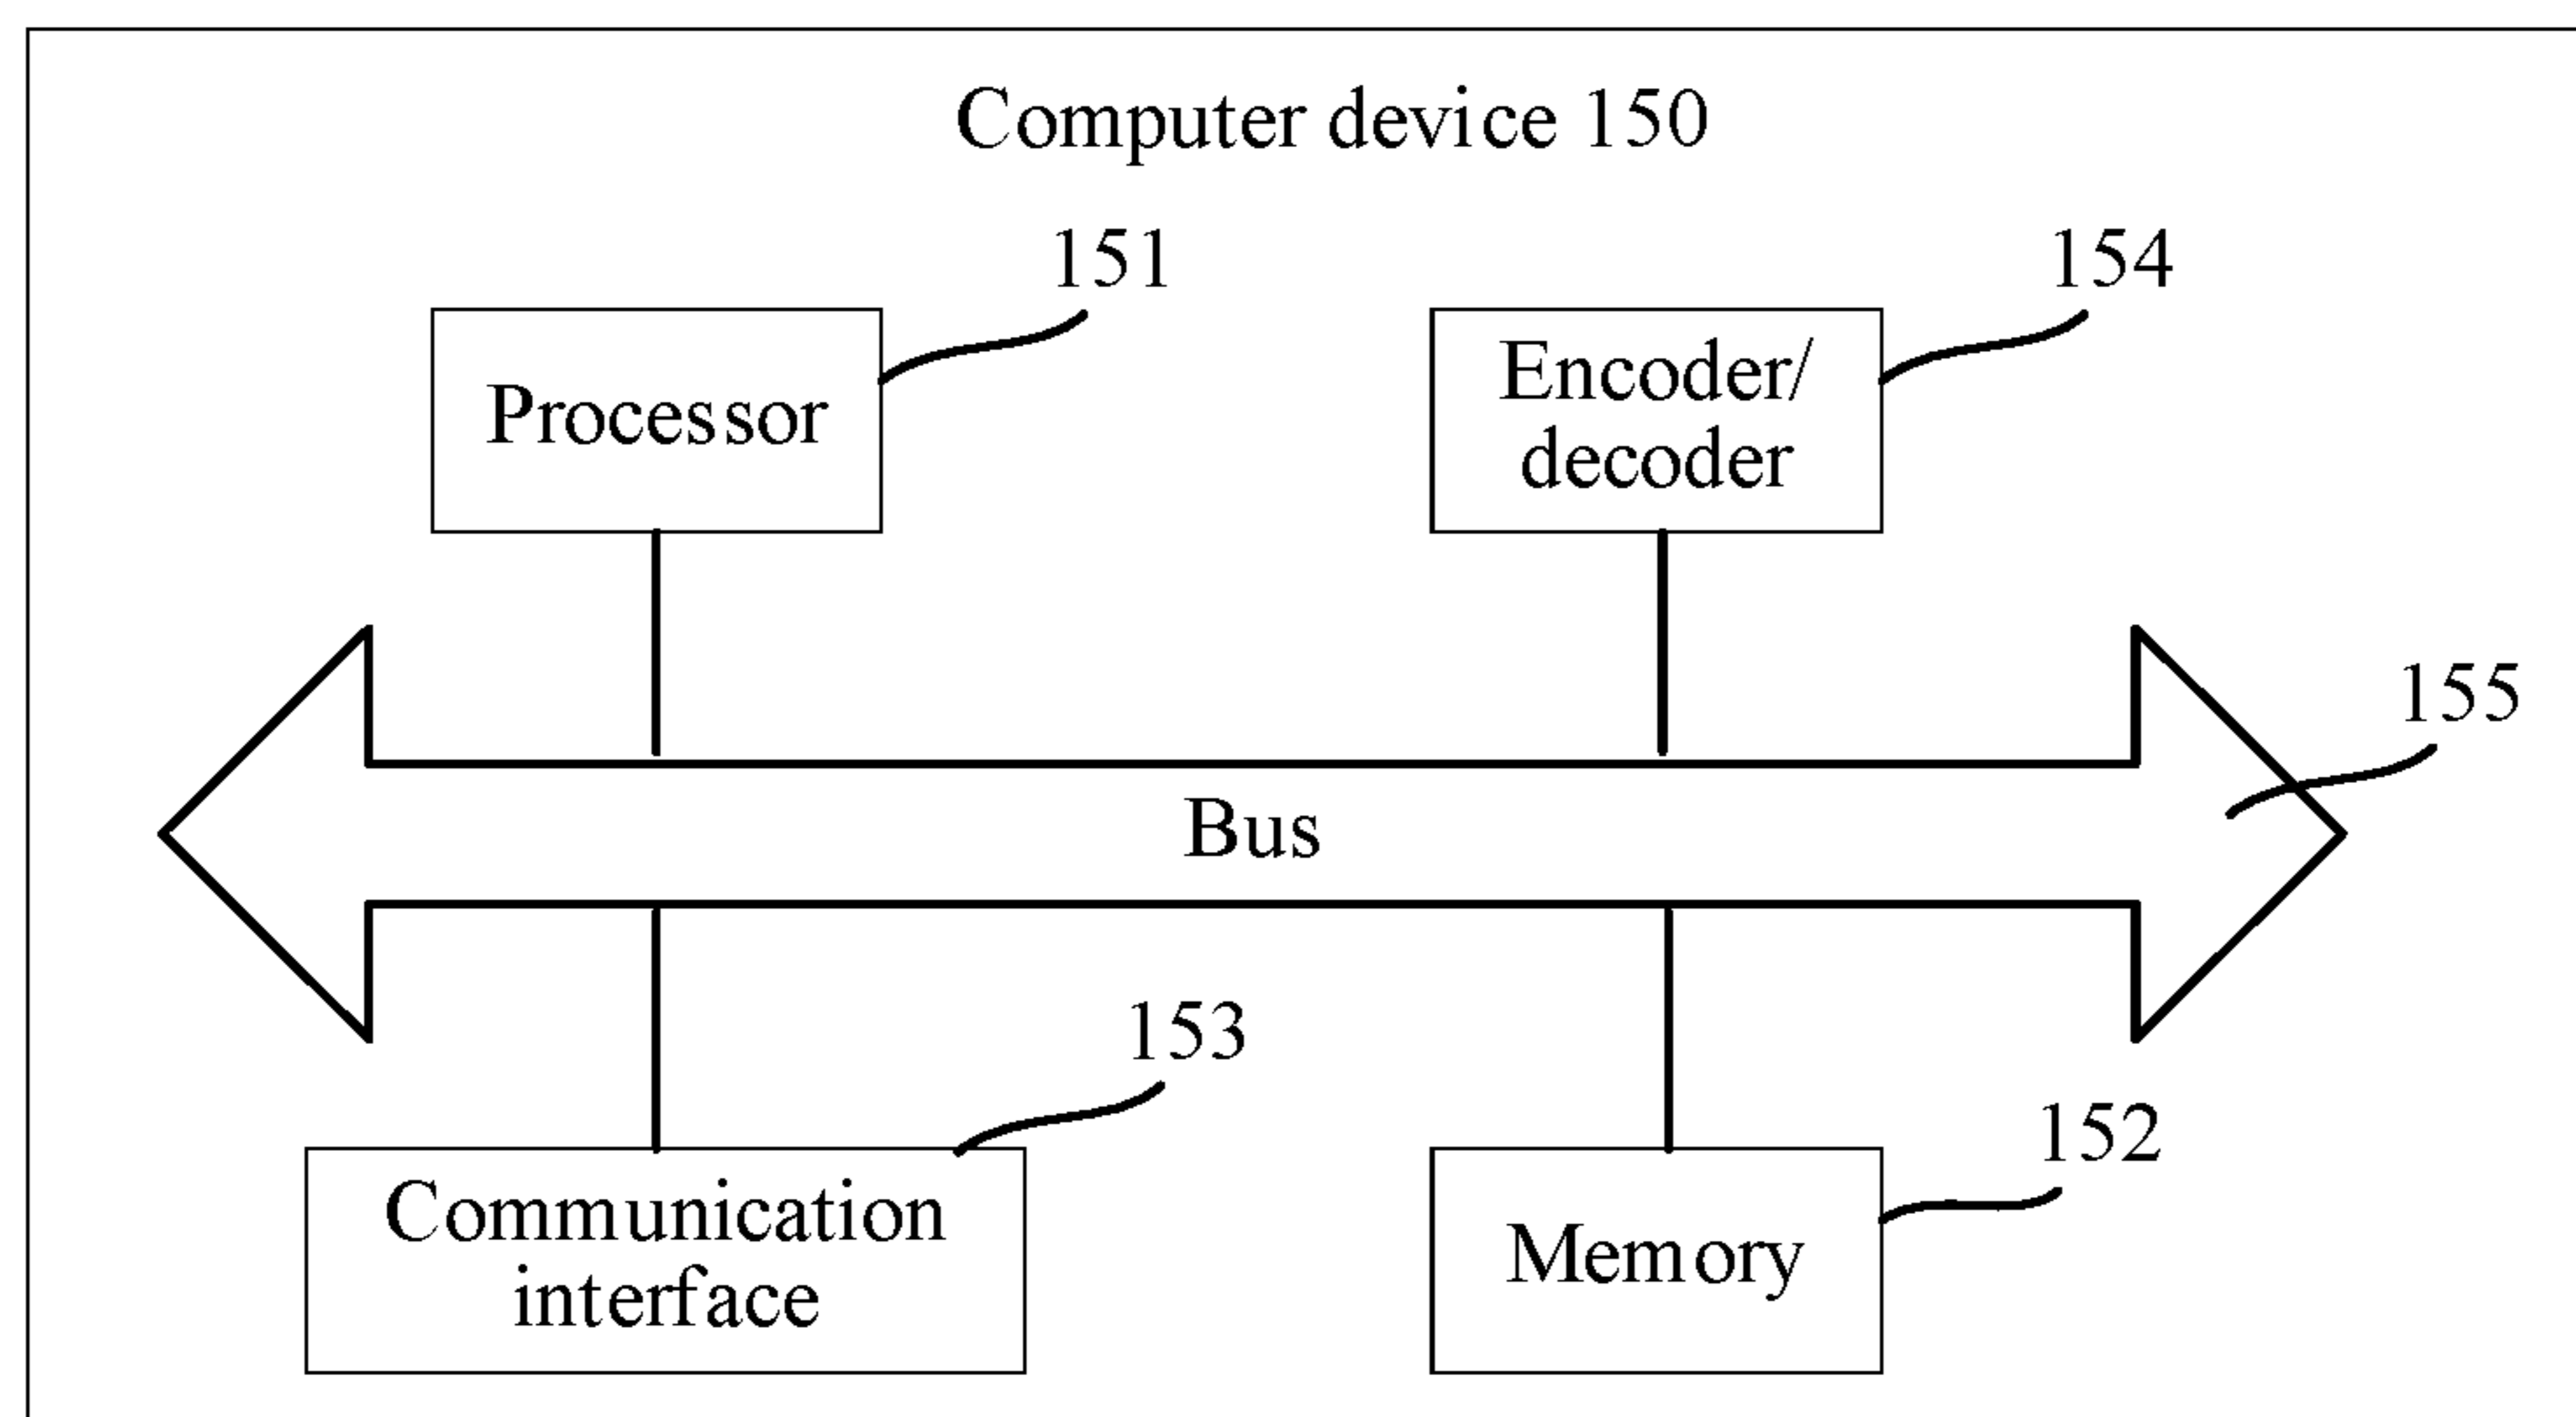 Computer device 150
151
154
Processor
Encoder/
decoder
155
Bus
153
152
Communication
interface
Memory